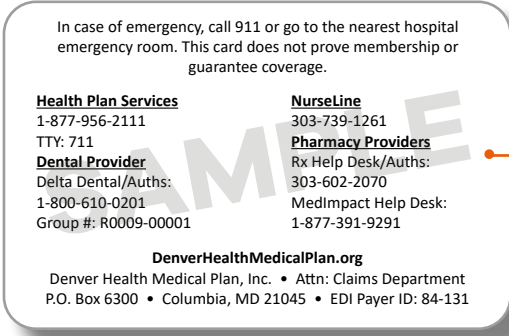 In case of emergency, call 911 or go to the nearest hospital
emergency room. This card does not prove membership or
guarantee coverage.
SAMPLE
Health Plan Services
1-877-956-2111
TTY: 711
Dental Provider
Delta Dental/Auths:
1-800-610-0201
Group #: R0009-00001
NurseLine
303-739-1261
Pharmacy Providers
Rx Help Desk/Auths:
303-602-2070
MedImpact Help Desk:
1-877-391-9291
DenverHealthMedicalPlan.org
Denver Health Medical Plan, Inc. • Attn: Claims Department
P.O. Box 6300 • Columbia, MD 21045 • EDI Payer ID: 84-131